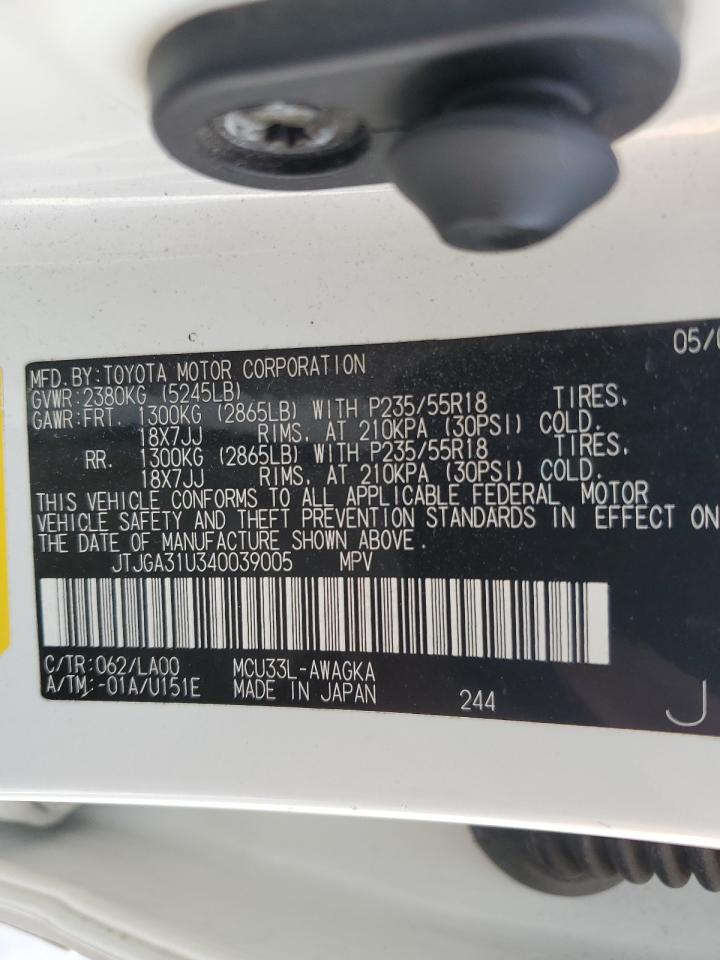 05/0
MFD.BY:TOYOTA MOTOR CORPORATION
GVWR:2380KG (5245LB)
GAWR:FRT. 1300KG (2865LB) WITH P235/55R18 TIRES,
18X7JJ RIMS, AT 210KPA (30PSI) COLD.
RR. 1300KG (2865LB) WITH P235/55R18 TIRES,
18X7JJ RIMS, AT 210KPA (30PSI) COLD.
THIS VEHICLE CONFORMS TO ALL APPLICABLE FEDERAL MOTOR
VEHICLE SAFETY AND THEFT PREVENTION STANDARDS IN EFFECT ON
THE DATE OF MANUFACTURE SHOWN ABOVE.
JTJGA31U340039005 MPV
C/TR:062/LA00 MCU33L-AWAGKA
A/TM:-01A/U151E MADE IN JAPAN 244
J